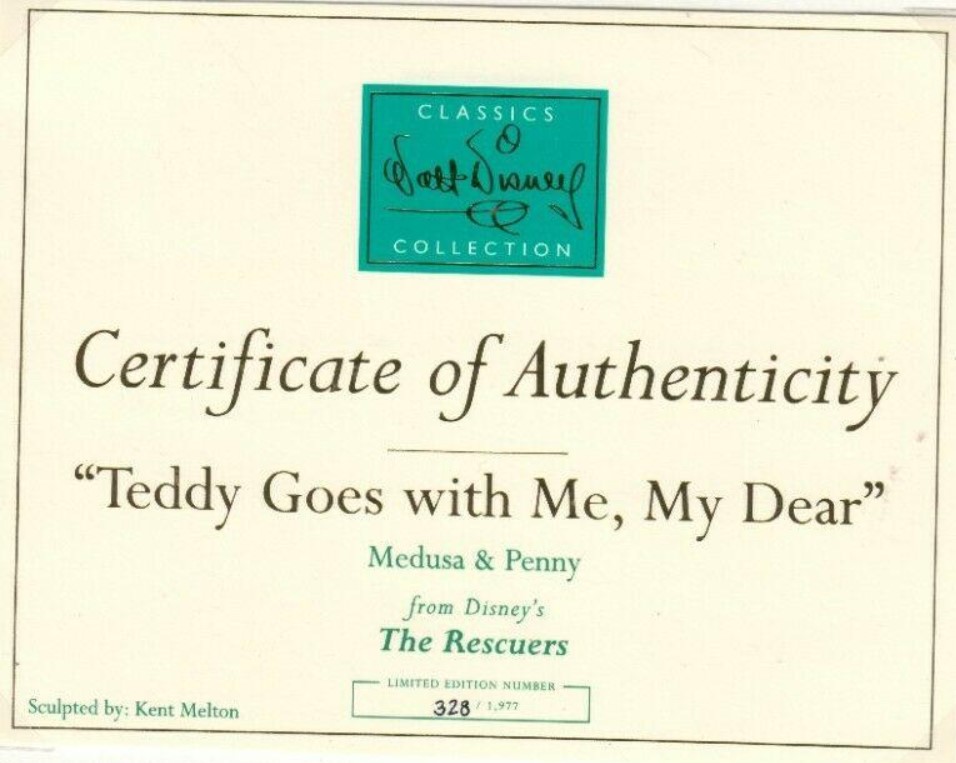 CLASSICS
Walt Disney
COLLECTION
Certificate of Authenticity
“Teddy Goes with Me, My Dear”
Medusa & Penny
from Disney's
The Rescuers
LIMITED EDITION NUMBER
328 / 1,977
Sculpted by: Kent Melton